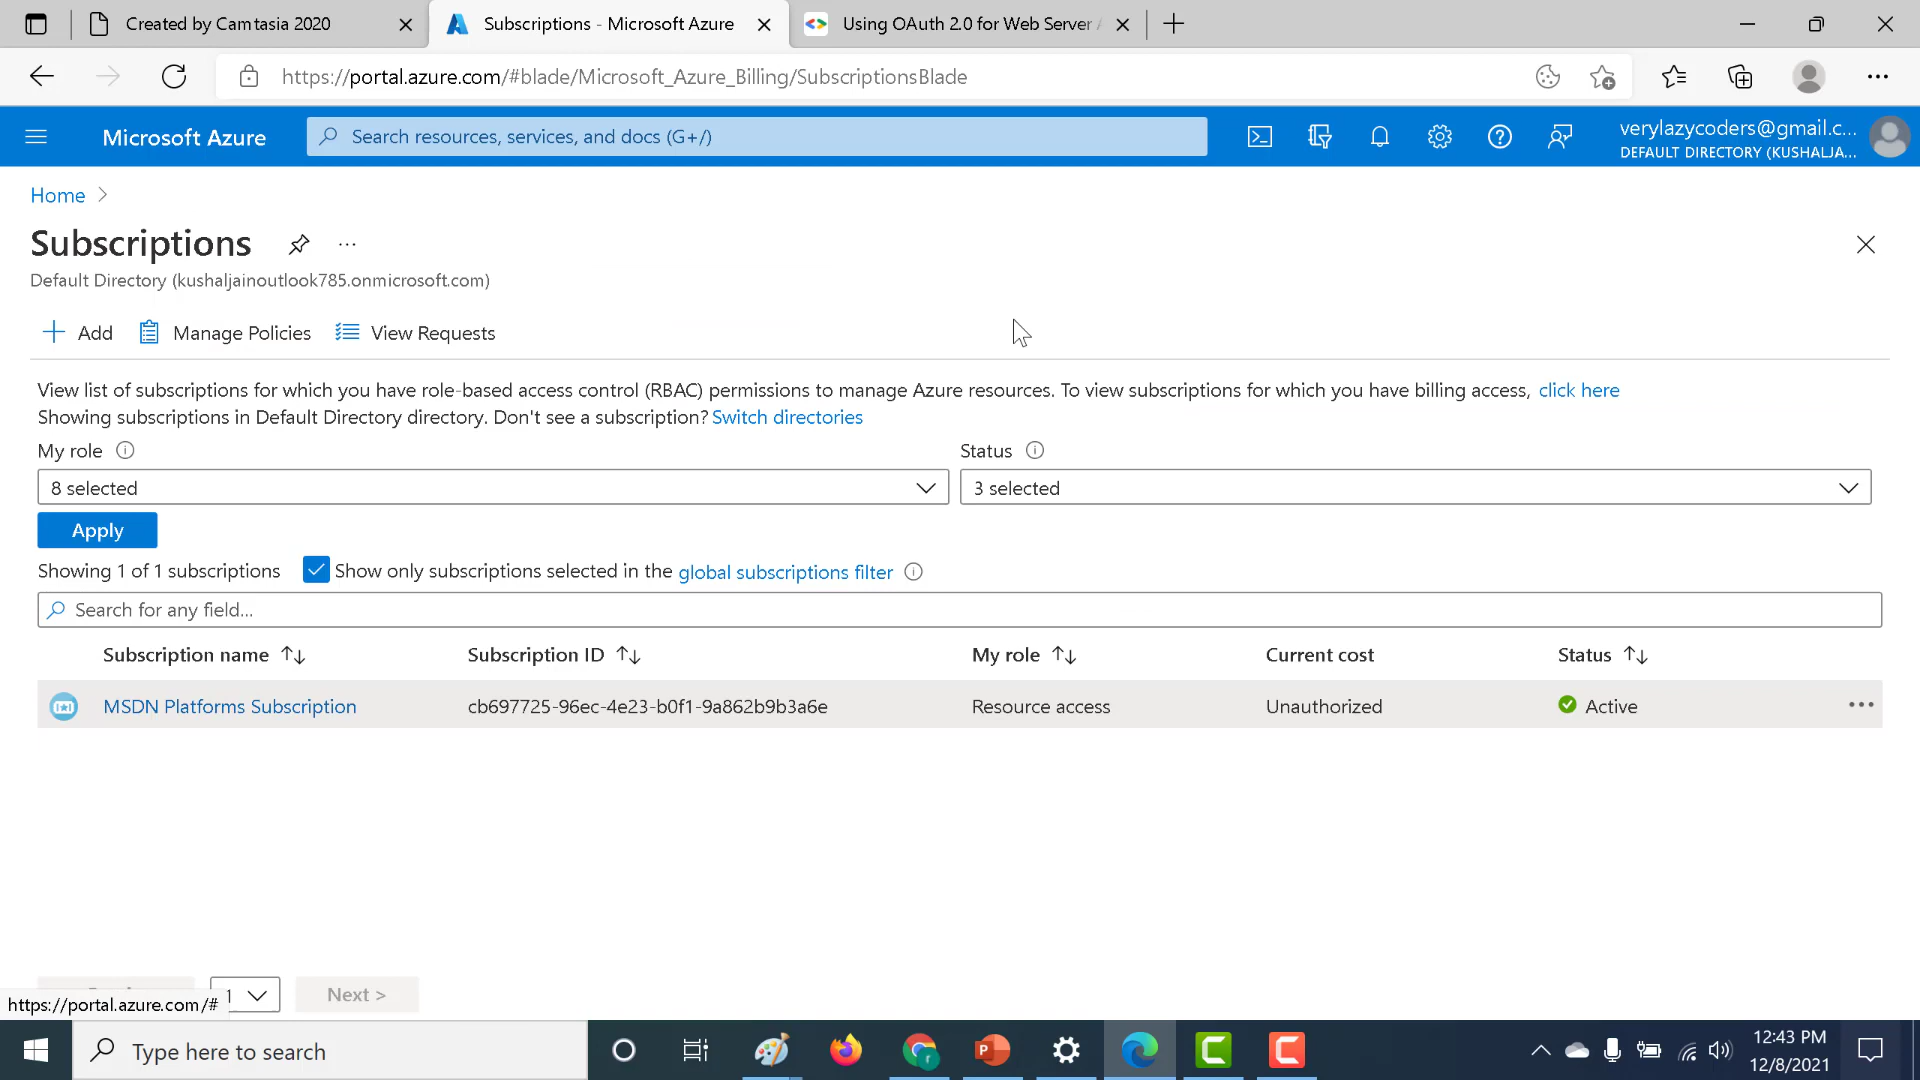 Created by Camtasia 2020
Subscriptions - Microsoft Azure
Using OAuth 2.0 for Web Server
https://portal.azure.com/#blade/Microsoft_Azure_Billing/SubscriptionsBlade
Microsoft Azure
Search resources, services, and docs (G+/)
verylazycoders@gmail.c...
DEFAULT DIRECTORY (KUSHALJA...
Home
Subscriptions
...
Default Directory (kushaljainoutlook785.onmicrosoft.com)
Add
Manage Policies
View Requests
View list of subscriptions for which you have role-based access control (RBAC) permissions to manage Azure resources. To view subscriptions for which you have billing access, click here
Showing subscriptions in Default Directory directory. Don't see a subscription? Switch directories
My role
Status
8 selected
3 selected
Apply
Showing 1 of 1 subscriptions
Show only subscriptions selected in the global subscriptions filter
Search for any field...
Subscription name
Subscription ID
My role
Current cost
Status
MSDN Platforms Subscription
cb697725-96ec-4e23-b0f1-9a862b9b3a6e
Resource access
Unauthorized
Active
1
Next >
https://portal.azure.com/#
Type here to search
12:43 PM
12/8/2021